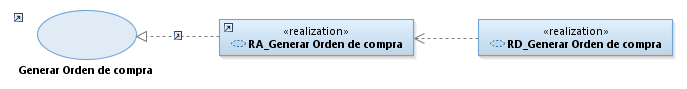 Generar Orden de compra
«realization»
RA_Generar Orden de compra
«realization»
RD_Generar Orden de compra